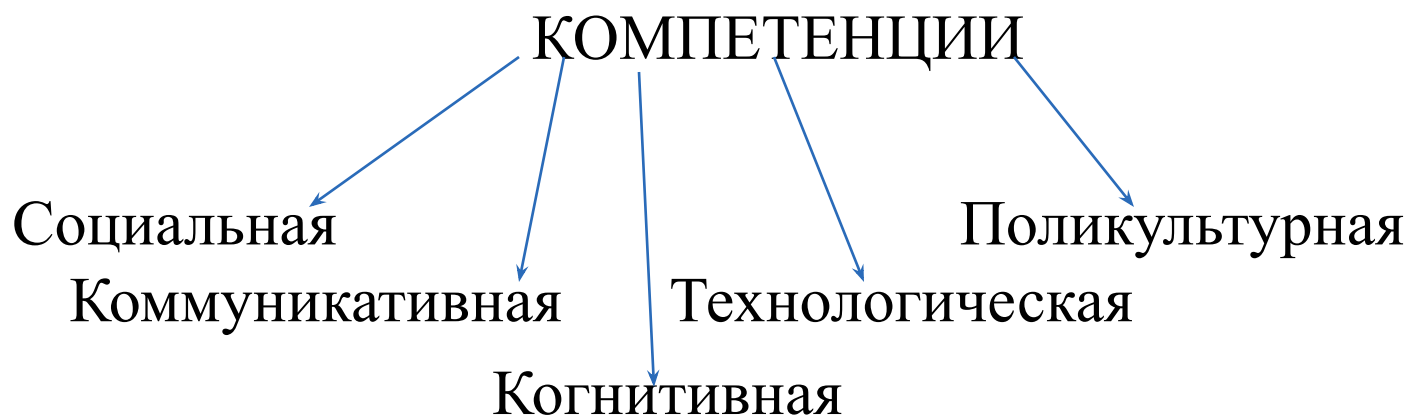 КОМПЕТЕНЦИИ
Социальная
Поликультурная
Коммуникативная
Технологическая
Когнитивная